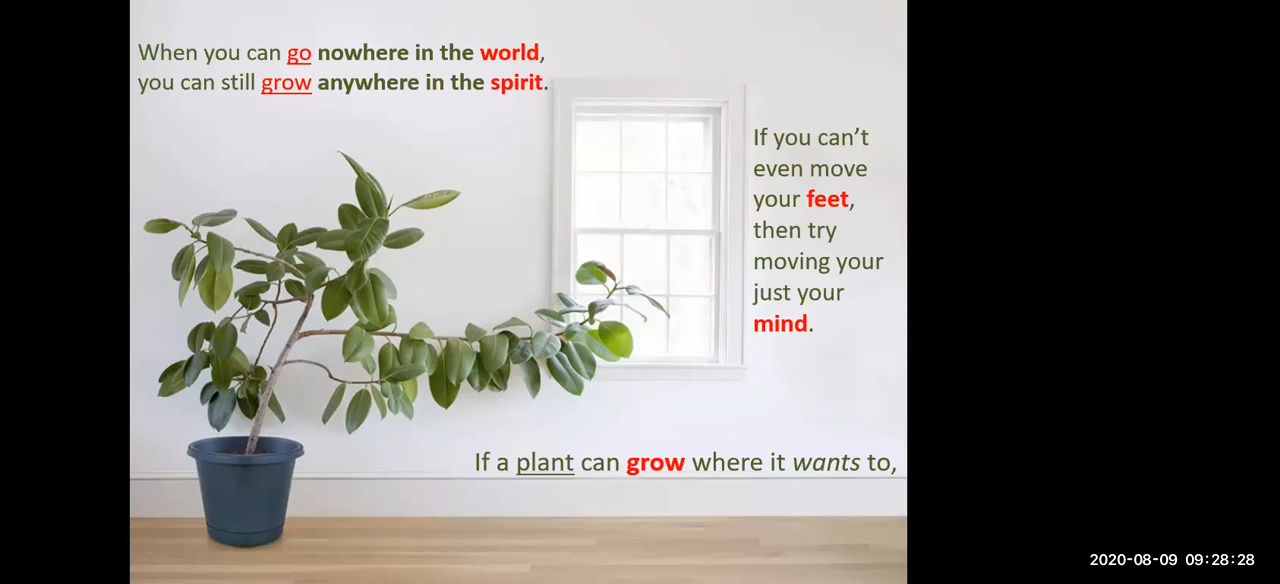 When you can go nowhere in the world,
you can still grow anywhere in the spirit.
If you can’t
even move
your feet,
then try
moving your
just your
mind.
If a plant can grow where it wants to,
2020-08-09 09:28:28